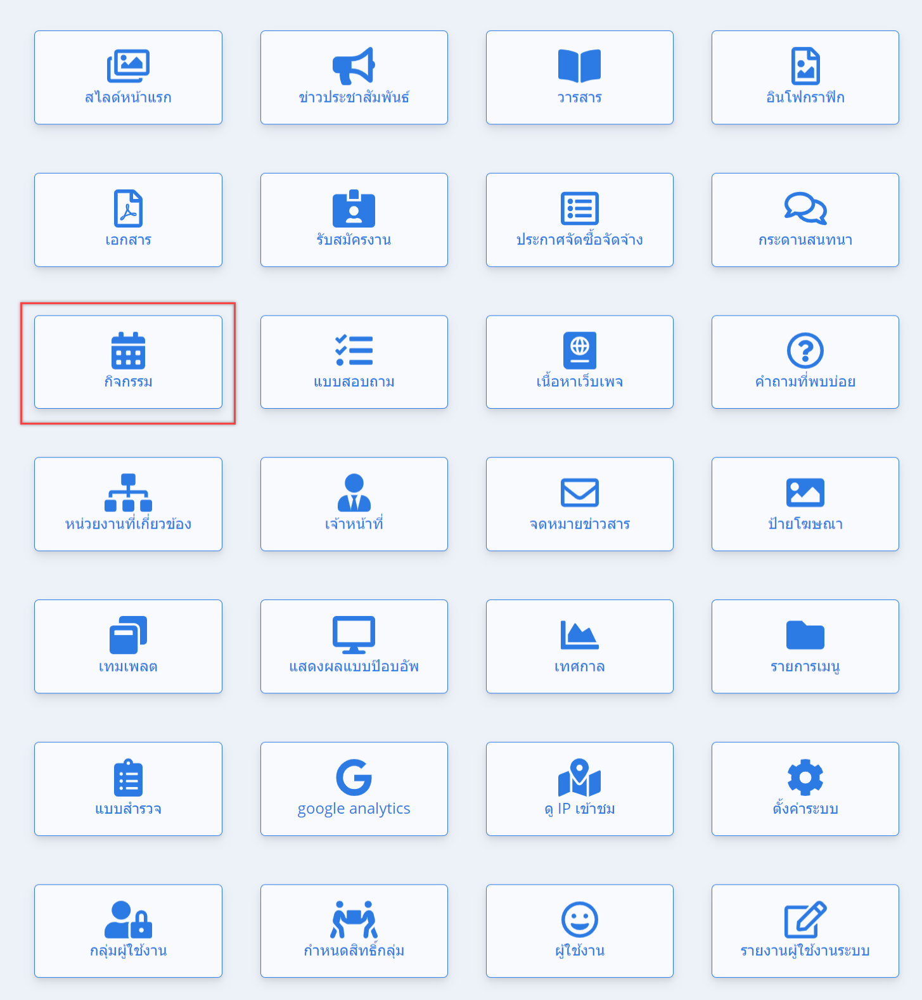 สไลด์หน้าแรก
ข่าวประชาสัมพันธ์
วารสาร
อินโฟกราฟิก
เอกสาร
รับสมัครงาน
ประกาศจัดซื้อจัดจ้าง
กระดานสนทนา
กิจกรรม
แบบสอบถาม
เนื้อหาเว็บเพจ
คำถามที่พบบ่อย
หน่วยงานที่เกี่ยวข้อง
เจ้าหน้าที่
จดหมายข่าวสาร
ป้ายโฆษณา
เทมเพลต
แสดงผลแบบป๊อบอัพ
เทศกาล
รายการเมนู
แบบสำรวจ
google analytics
ดู IP เข้าชม
ตั้งค่าระบบ
กลุ่มผู้ใช้งาน
กำหนดสิทธิ์กลุ่ม
ผู้ใช้งาน
รายงานผู้ใช้งานระบบ